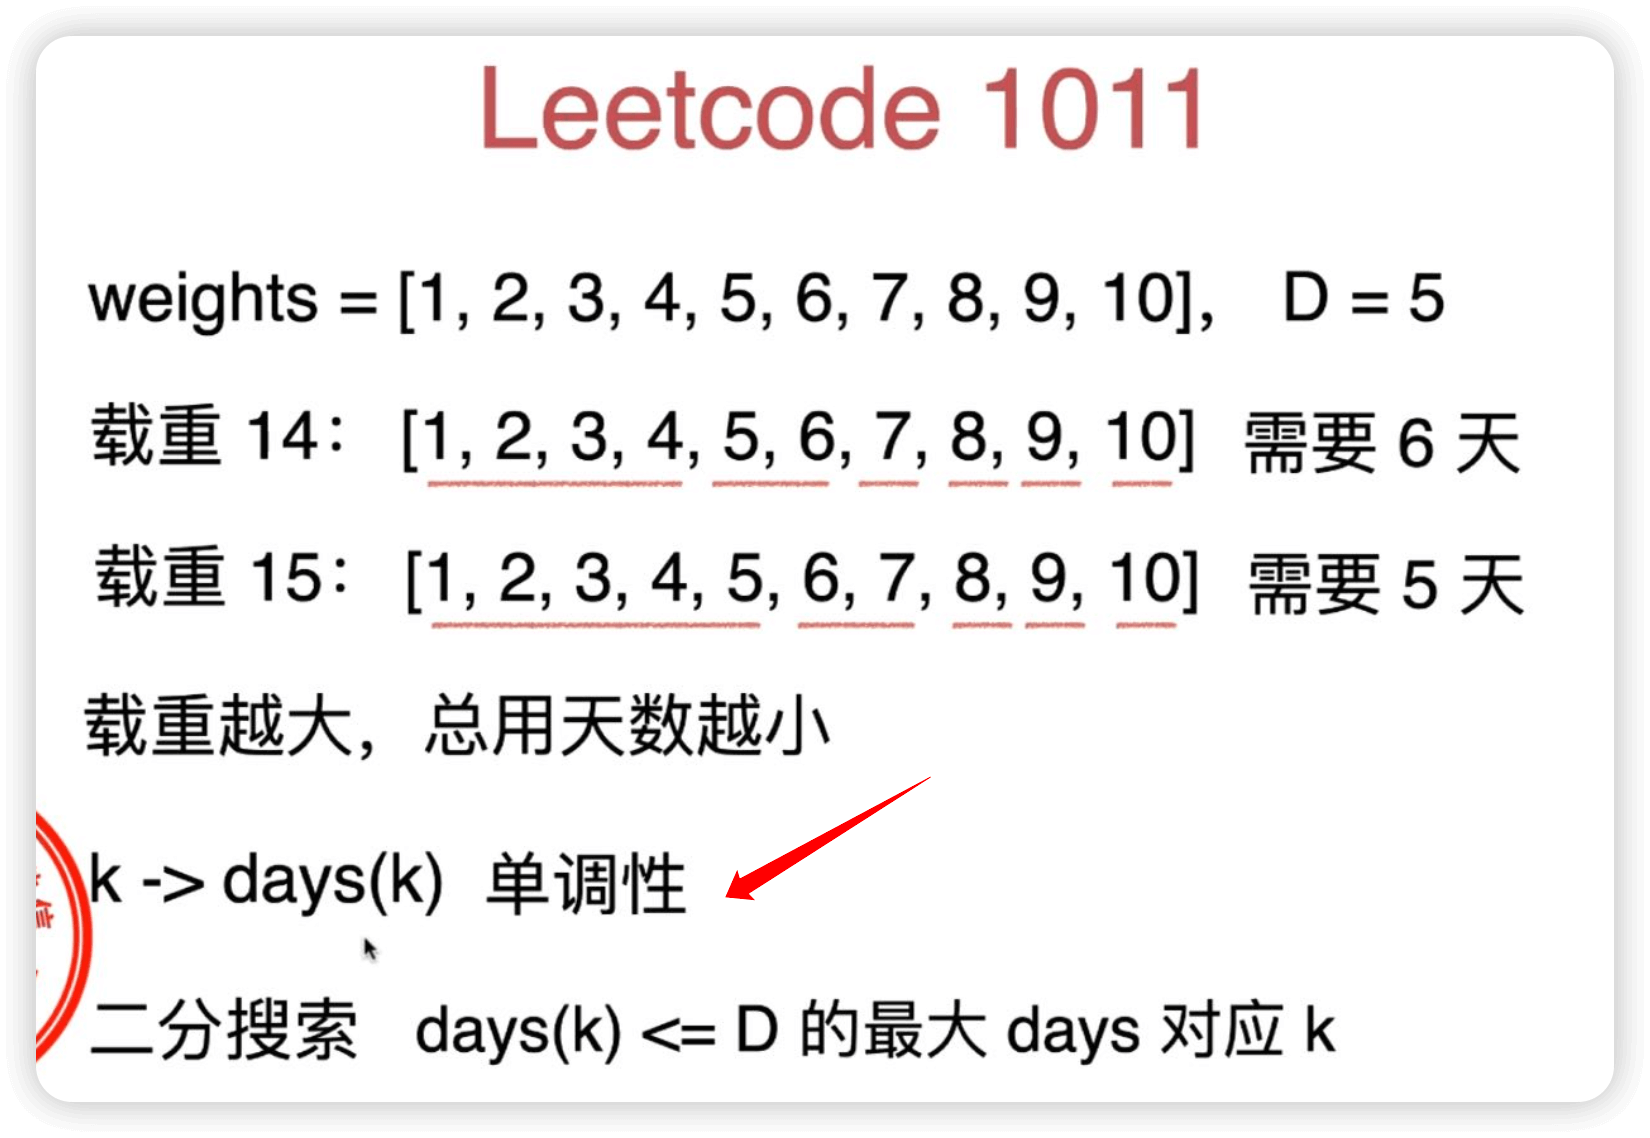 Leetcode 1011
weights = [1, 2, 3, 4, 5, 6, 7, 8, 9, 10], D = 5
载重 14： [1, 2, 3, 4, 5, 6, 7, 8, 9, 10] 需要 6 天
载重 15： [1, 2, 3, 4, 5, 6, 7, 8, 9, 10] 需要 5 天
载重越大，总用天数越小
k -> days(k) 单调性
二分搜索 days(k) <= D 的最大 days 对应 k
信